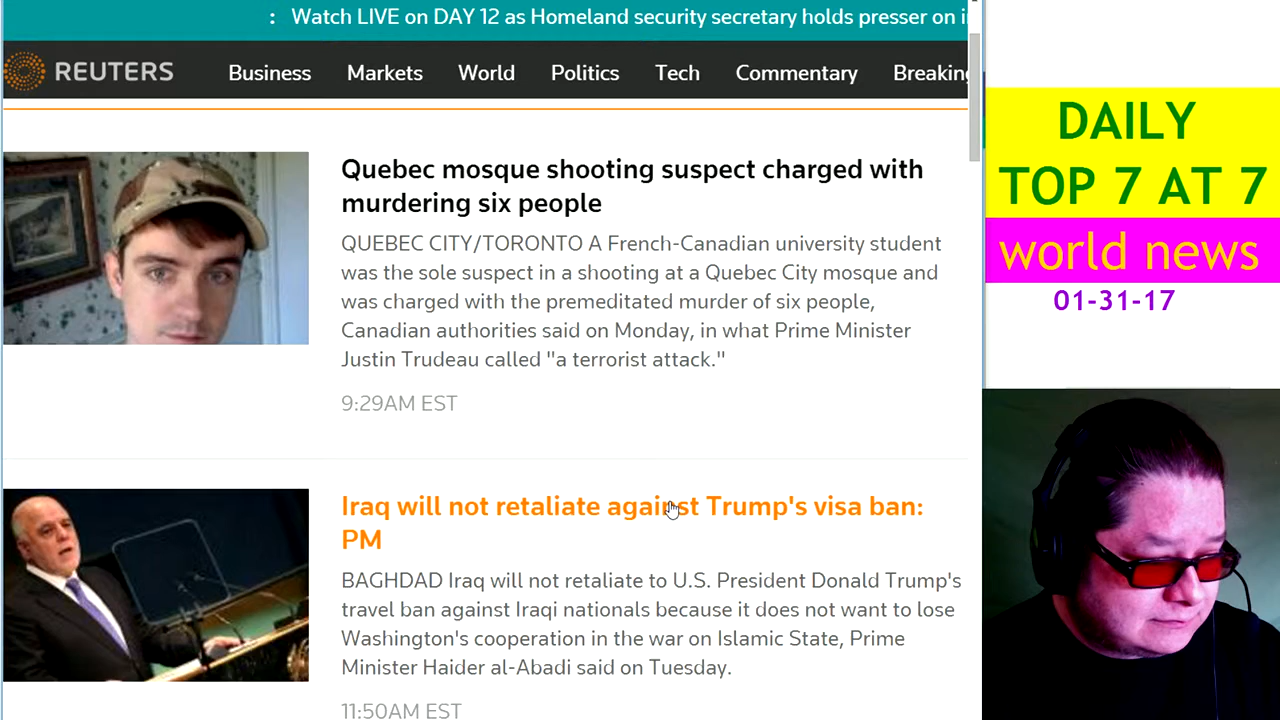 : Watch LIVE on DAY 12 as Homeland security secretary holds presser on
REUTERS Business Markets World Politics Tech Commentary Breaking
Quebec mosque shooting suspect charged with
murdering six people
QUEBEC CITY/TORONTO A French-Canadian university student
was the sole suspect in a shooting at a Quebec City mosque and
was charged with the premeditated murder of six people,
Canadian authorities said on Monday, in what Prime Minister
Justin Trudeau called "a terrorist attack."
9:29AM EST
Iraq will not retaliate against Trump's visa ban:
PM
BAGHDAD Iraq will not retaliate to U.S. President Donald Trump's
travel ban against Iraqi nationals because it does not want to lose
Washington's cooperation in the war on Islamic State, Prime
Minister Haider al-Abadi said on Tuesday.
11:50AM EST
DAILY
TOP 7 AT 7
world news
01-31-17